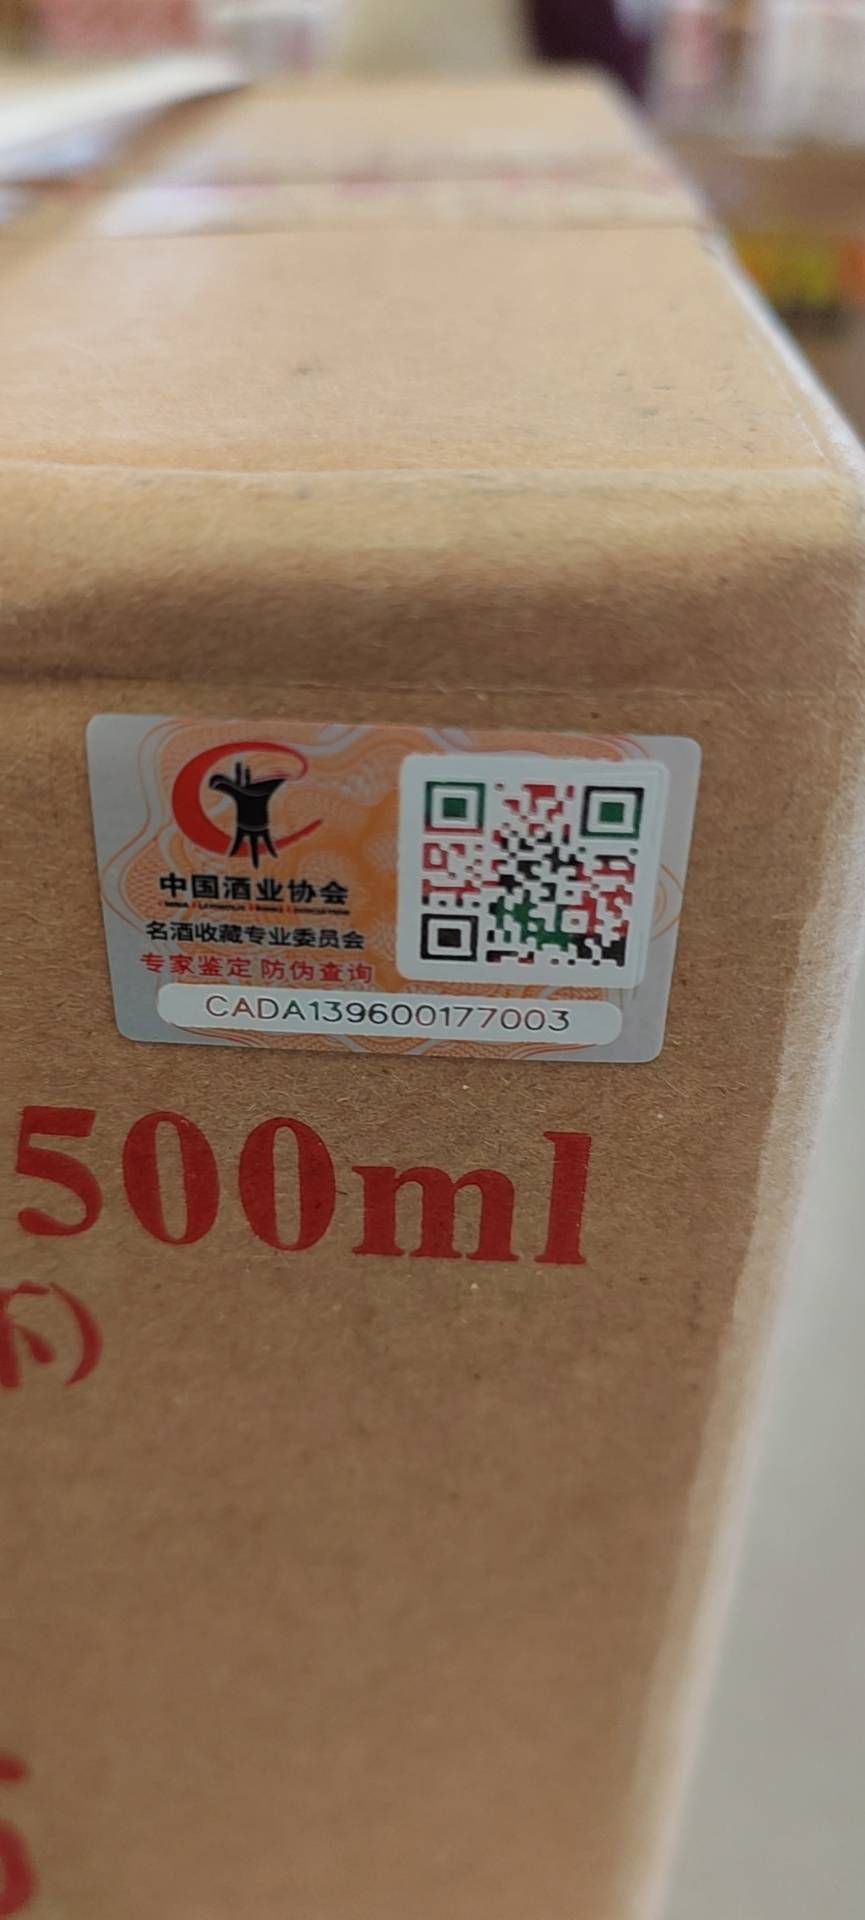 中国酒业协会
名酒收藏专业委员会
专家鉴定 防伪查询
CADA139600177003
500ml
下)